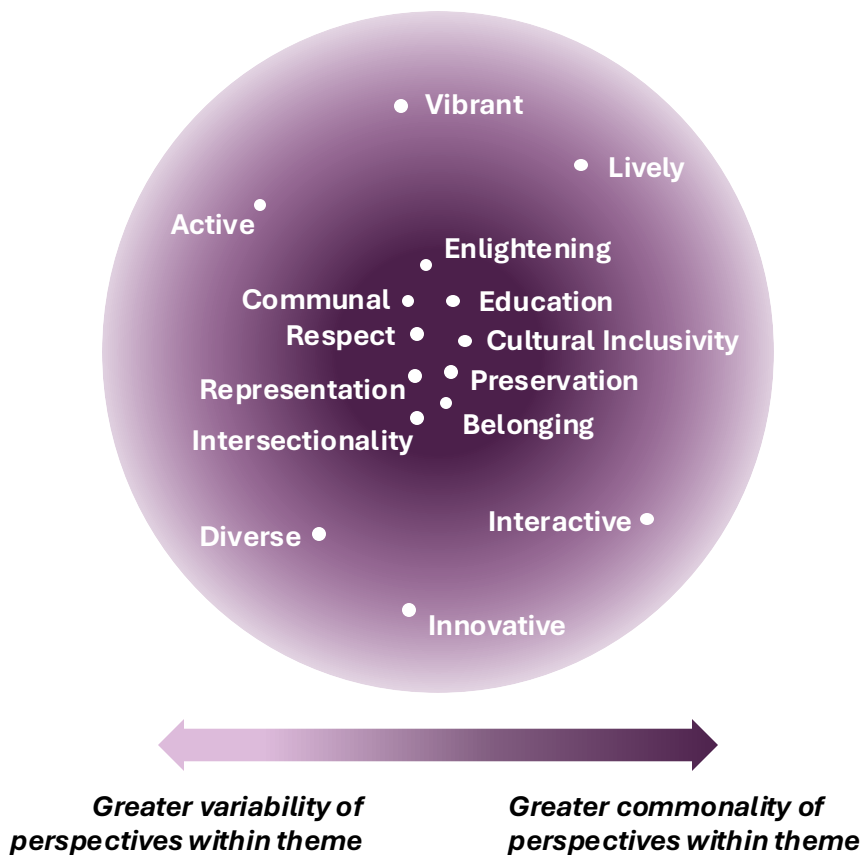 Vibrant
Lively
Active
Enlightening
Communal
Education
Respect
Cultural Inclusivity
Representation
Preservation
Intersectionality
Belonging
Diverse
Interactive
Innovative
Greater variability of
perspectives within theme
Greater commonality of
perspectives within theme